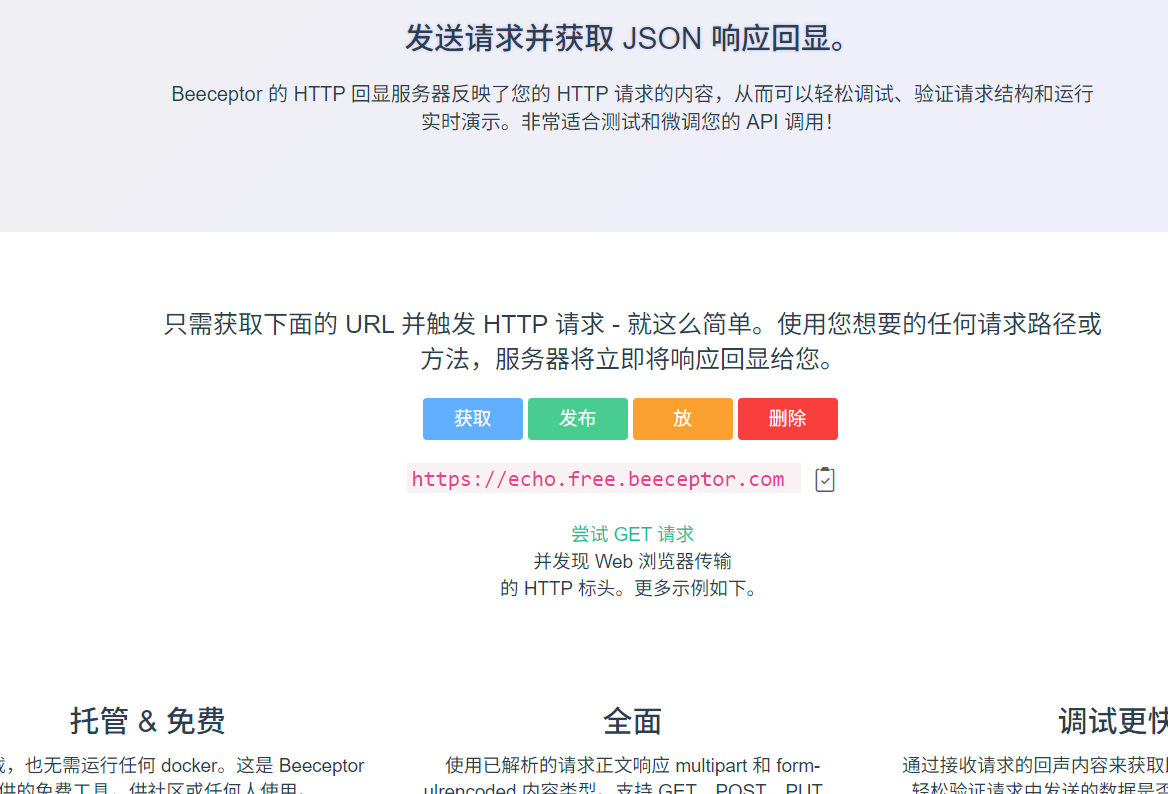 发送请求并获取 JSON 响应回显。
Beeceptor 的 HTTP 回显服务器反映了您的 HTTP 请求的内容，从而可以轻松调试、验证请求结构和运行
实时演示。非常适合测试和微调您的 API 调用！
只需获取下面的 URL 并触发 HTTP 请求 - 就这么简单。使用您想要的任何请求路径或
方法，服务器将立即将响应回显给您。
获取 发布 放 删除
https://echo.free.beeceptor.com
尝试 GET 请求
并发现 Web 浏览器传输
的 HTTP 标头。更多示例如下。
托管 & 免费
，也无需运行任何 docker。这是 Beeceptor
供的免费工具，供社区或任何人使用。
全面
使用已解析的请求正文响应 multipart 和 form-
urlencoded 内容类型。支持 GET、POST、PUT
调试更快
通过接收请求的回声内容来获取
轻松验证请求中发送的数据是否